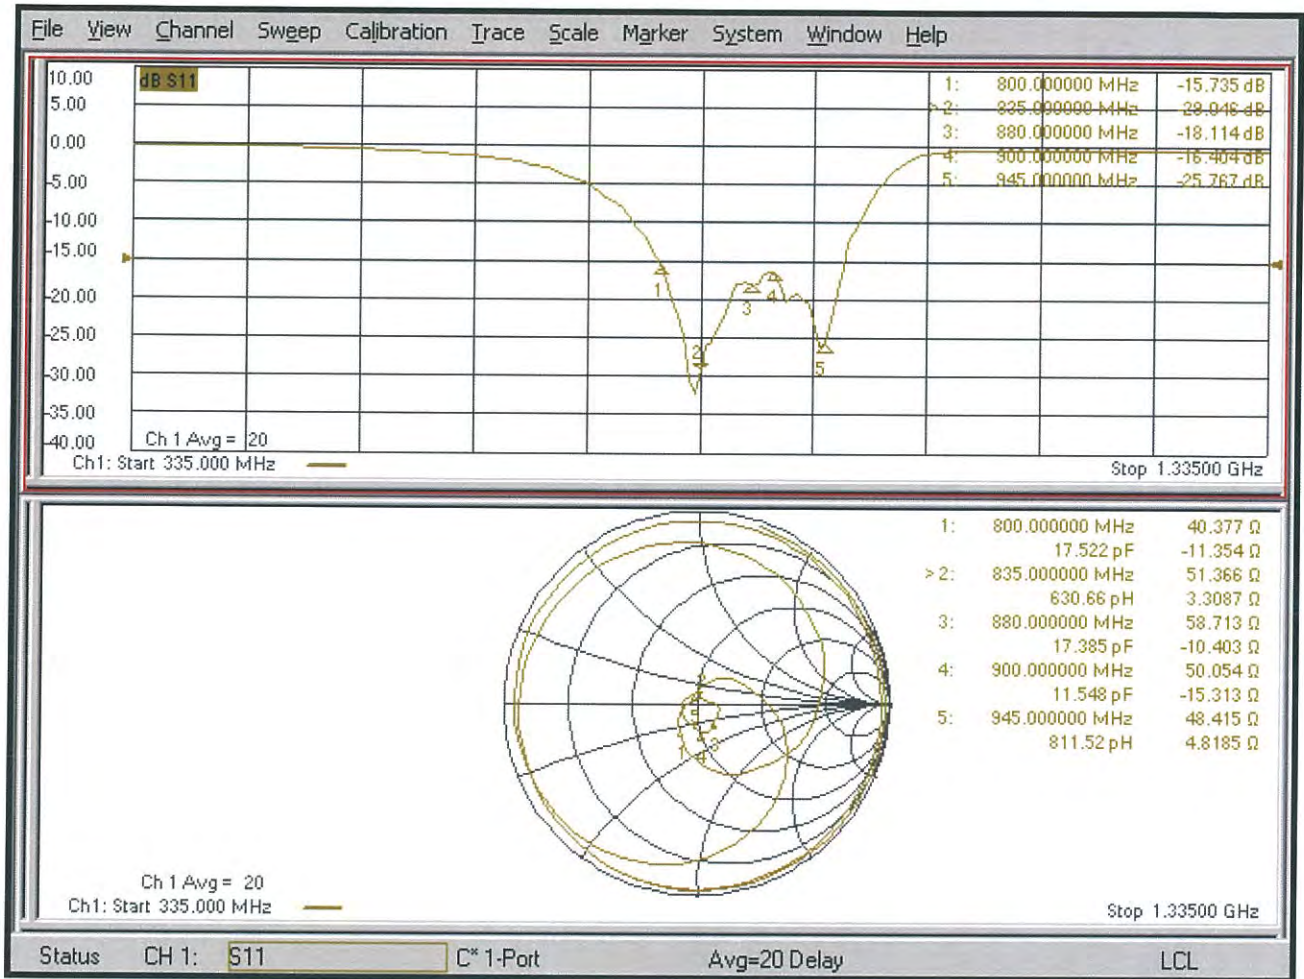 File View Channel Sweep Calibration Trace Scale Marker System Window Help
10.00
5.00
0.00
-5.00
-10.00
-15.00
-20.00
-25.00
-30.00
-35.00
-40.00
dB S11
1: 800.000000 MHz -15.735 dB
>2: 835.000000 MHz -29.046 dB
3: 880.000000 MHz -18.114 dB
4: 900.000000 MHz -16.404 dB
5: 945.000000 MHz -25.767 dB
1
2
3
4
5
Ch 1 Avg = 20
Ch1: Start 335.000 MHz
Stop 1.33500 GHz
1: 800.000000 MHz 40.377 Ω
17.522 pF -11.354 Ω
>2: 835.000000 MHz 51.366 Ω
630.66 pH 3.3087 Ω
3: 880.000000 MHz 58.713 Ω
17.385 pF -10.403 Ω
4: 900.000000 MHz 50.054 Ω
11.548 pF -15.313 Ω
5: 945.000000 MHz 48.415 Ω
811.52 pH 4.8185 Ω
5
1
3
4
Ch 1 Avg = 20
Ch1: Start 335.000 MHz
Stop 1.33500 GHz
Status CH 1: S11 C* 1-Port Avg=20 Delay LCL